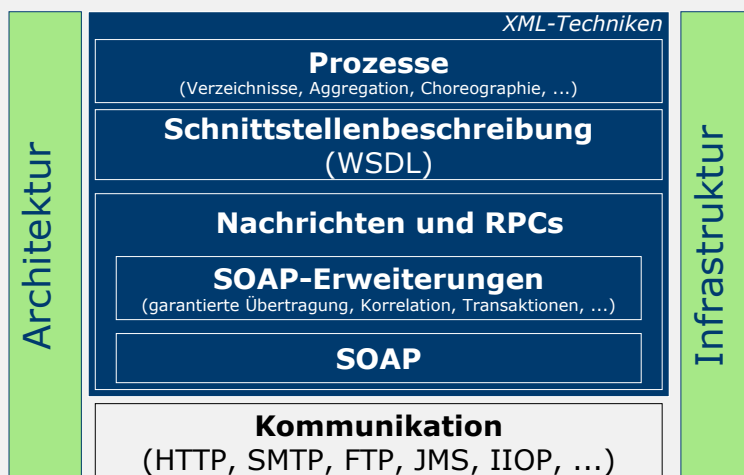 XML-Techniken
Prozesse
(Verzeichnisse, Aggregation, Choreographie, ...)
Schnittstellenbeschreibung
(WSDL)
Nachrichten und RPCs
SOAP-Erweiterungen
(garantierte Übertragung, Korrelation, Transaktionen, ...)
SOAP
Kommunikation
(HTTP, SMTP, FTP, JMS, IIOP, ...)
Architektur
Infrastruktur